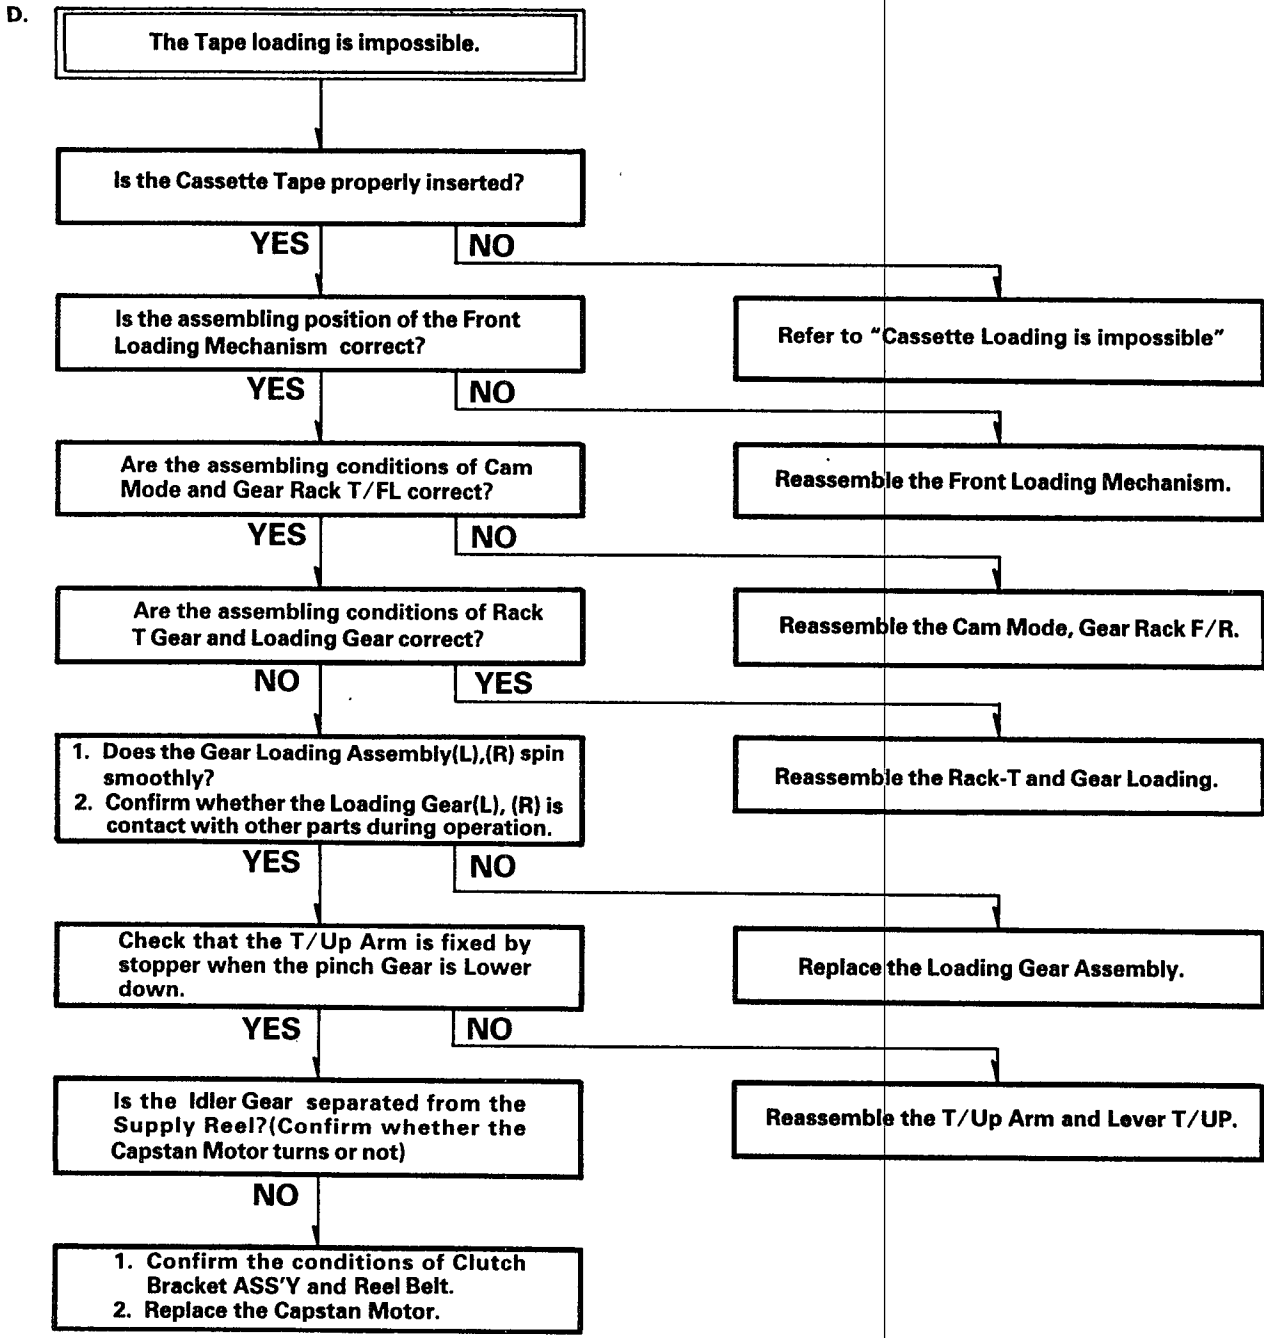 D.
The Tape loading is impossible.
Is the Cassette Tape properly inserted?
YES
NO
Is the assembling position of the Front
Loading Mechanism correct?
Refer to "Cassette Loading is impossible"
YES
NO
Are the assembling conditions of Cam
Mode and Gear Rack T/FL correct?
Reassemble the Front Loading Mechanism.
YES
NO
Are the assembling conditions of Rack
T Gear and Loading Gear correct?
Reassemble the Cam Mode, Gear Rack F/R.
NO
YES
1. Does the Gear Loading Assembly(L),(R) spin
smoothly?
2. Confirm whether the Loading Gear(L), (R) is
contact with other parts during operation.
Reassemble the Rack-T and Gear Loading.
YES
NO
Check that the T/Up Arm is fixed by
stopper when the pinch Gear is Lower
down.
Replace the Loading Gear Assembly.
YES
NO
Is the Idler Gear separated from the
Supply Reel?(Confirm whether the
Capstan Motor turns or not)
Reassemble the T/Up Arm and Lever T/UP.
NO
1. Confirm the conditions of Clutch
Bracket ASS'Y and Reel Belt.
2. Replace the Capstan Motor.